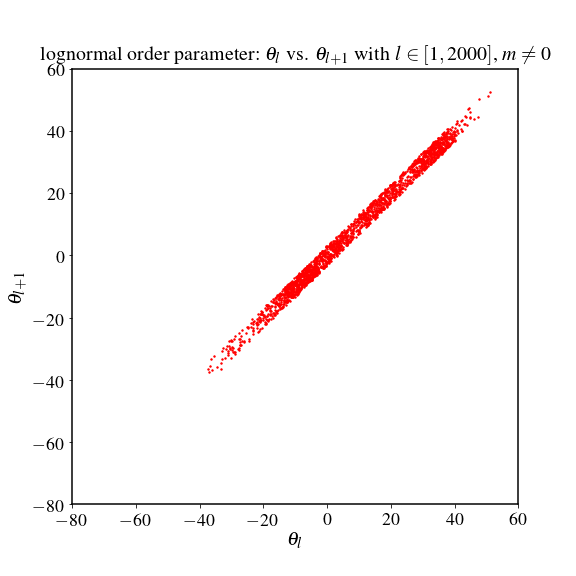 lognormal order parameter: θ_l vs. θ_{l+1} with l ∈ [1, 2000], m ≠ 0
60
40
20
0
−20
−40
−60
−80
θ_{l+1}
−80 −60 −40 −20 0 20 40 60
θ_l